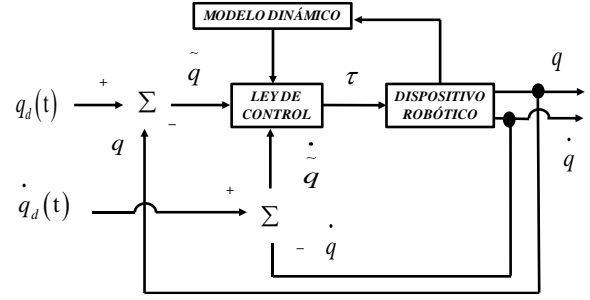 MODELO DINÁMICO
q̃
q
q_d(t)
+
Σ
−
LEY DE CONTROL
τ
DISPOSITIVO ROBÓTICO
q
q̇
q̃̇
q̇_d(t)
+
Σ
−
q̇